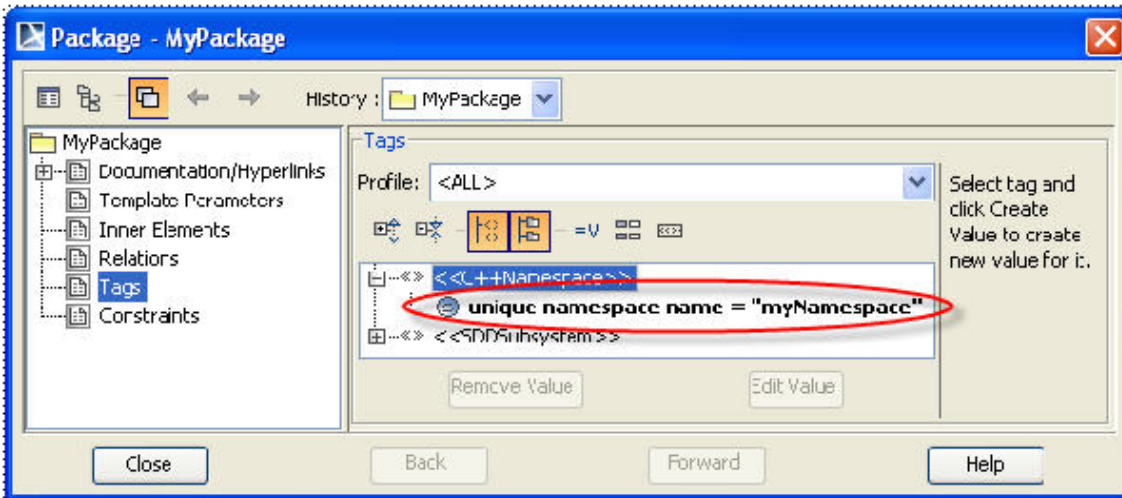 Package - MyPackage
History : MyPackage
MyPackage
Documentation/Hyperlinks
Template Parameters
Inner Elements
Relations
Tags
Constraints
Tags
Profile: <ALL>
=V
<<C++Namespace>>
unique namespace name = "myNamespace"
<<SDDSubsystem>>
Remove Value
Edit Value
Select tag and
click Create
Value to create
new value for it.
Close
Back
Forward
Help